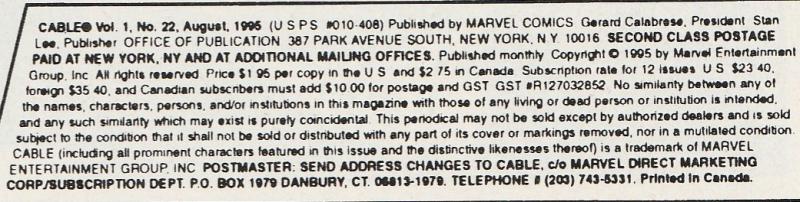 CABLE® Vol. 1, No. 22, August, 1995 (U S P S #010-408) Published by MARVEL COMICS Gerard Calabrese, President Stan
Lee, Publisher OFFICE OF PUBLICATION 387 PARK AVENUE SOUTH, NEW YORK, N.Y. 10016 SECOND CLASS POSTAGE
PAID AT NEW YORK, NY AND AT ADDITIONAL MAILING OFFICES. Published monthly Copyright © 1995 by Marvel Entertainment
Group, Inc All rights reserved Price $1 95 per copy in the U S and $2 75 in Canada Subscription rate for 12 issues U S $23 40,
foreign $35 40, and Canadian subscribers must add $10.00 for postage and GST GST #R127032852 No similarity between any of
the names, characters, persons, and/or institutions in this magazine with those of any living or dead person or institution is intended,
and any such similarity which may exist is purely coincidental This periodical may not be sold except by authorized dealers and is sold
subject to the condition that it shall not be sold or distributed with any part of its cover or markings removed, nor in a mutilated condition.
CABLE (including all prominent characters featured in this issue and the distinctive likenesses thereof) is a trademark of MARVEL
ENTERTAINMENT GROUP, INC POSTMASTER: SEND ADDRESS CHANGES TO CABLE, c/o MARVEL DIRECT MARKETING
CORP/SUBSCRIPTION DEPT. P.O. BOX 1979 DANBURY, CT. 06813-1979. TELEPHONE # (203) 743-5331. Printed in Canada.